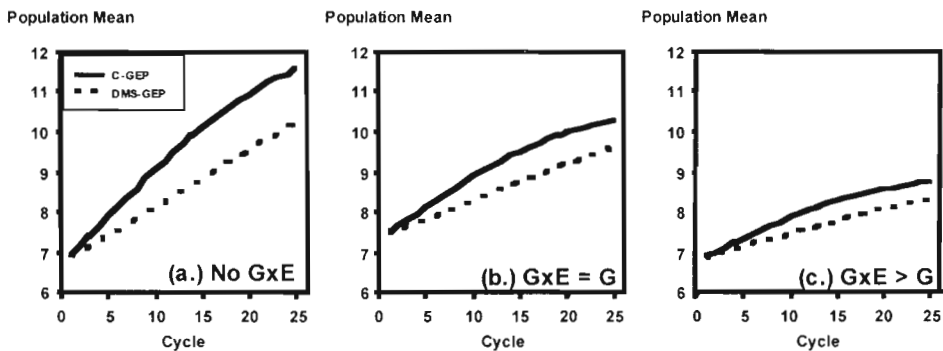 Population Mean
12
11
10
9
8
7
6
C-GEP
DMS-GEP
(a.) No GxE
0 5 10 15 20 25
Cycle
Population Mean
12
11
10
9
8
7
6
(b.) GxE = G
0 5 10 15 20 25
Cycle
Population Mean
12
11
10
9
8
7
6
(c.) GxE > G
0 5 10 15 20 25
Cycle